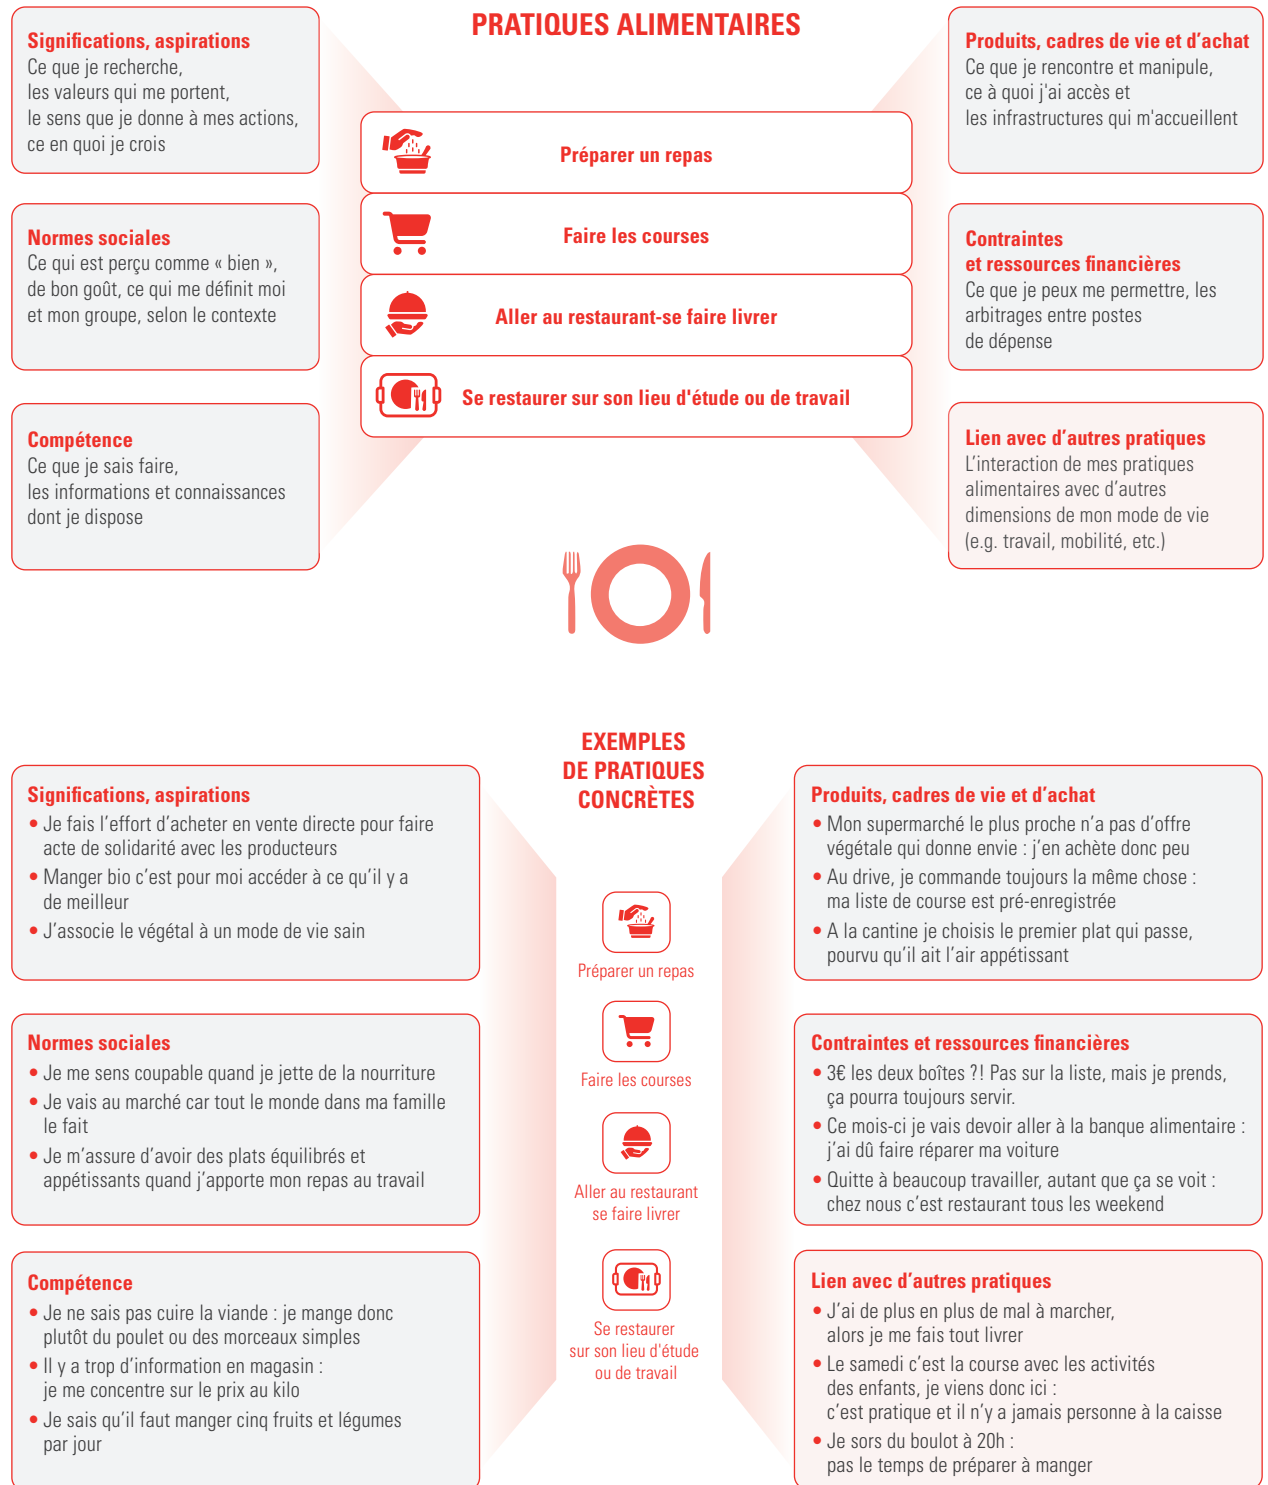 PRATIQUES ALIMENTAIRES
Significations, aspirations
Ce que je recherche,
les valeurs qui me portent,
le sens que je donne à mes actions,
ce en quoi je crois
Normes sociales
Ce qui est perçu comme « bien »,
de bon goût, ce qui me définit moi
et mon groupe, selon le contexte
Compétence
Ce que je sais faire,
les informations et connaissances
dont je dispose
Préparer un repas
Faire les courses
Aller au restaurant-se faire livrer
Se restaurer sur son lieu d'étude ou de travail
Produits, cadres de vie et d’achat
Ce que je rencontre et manipule,
ce à quoi j'ai accès et
les infrastructures qui m'accueillent
Contraintes
et ressources financières
Ce que je peux me permettre, les
arbitrages entre postes
de dépense
Lien avec d’autres pratiques
L’interaction de mes pratiques
alimentaires avec d’autres
dimensions de mon mode de vie
(e.g. travail, mobilité, etc.)
EXEMPLES
DE PRATIQUES
CONCRÈTES
Significations, aspirations
• Je fais l’effort d’acheter en vente directe pour faire
acte de solidarité avec les producteurs
• Manger bio c’est pour moi accéder à ce qu’il y a
de meilleur
• J’associe le végétal à un mode de vie sain
Normes sociales
• Je me sens coupable quand je jette de la nourriture
• Je vais au marché car tout le monde dans ma famille
le fait
• Je m’assure d’avoir des plats équilibrés et
appétissants quand j’apporte mon repas au travail
Compétence
• Je ne sais pas cuire la viande : je mange donc
plutôt du poulet ou des morceaux simples
• Il y a trop d’information en magasin :
je me concentre sur le prix au kilo
• Je sais qu’il faut manger cinq fruits et légumes
par jour
Préparer un repas
Faire les courses
Aller au restaurant
se faire livrer
Se restaurer
sur son lieu d'étude
ou de travail
Produits, cadres de vie et d’achat
• Mon supermarché le plus proche n’a pas d’offre
végétale qui donne envie : j’en achète donc peu
• Au drive, je commande toujours la même chose :
ma liste de course est pré-enregistrée
• A la cantine je choisis le premier plat qui passe,
pourvu qu’il ait l’air appétissant
Contraintes et ressources financières
• 3€ les deux boîtes ?! Pas sur la liste, mais je prends,
ça pourra toujours servir.
• Ce mois-ci je vais devoir aller à la banque alimentaire :
j’ai dû faire réparer ma voiture
• Quitte à beaucoup travailler, autant que ça se voit :
chez nous c’est restaurant tous les weekend
Lien avec d’autres pratiques
• J’ai de plus en plus de mal à marcher,
alors je me fais tout livrer
• Le samedi c’est la course avec les activités
des enfants, je viens donc ici :
c’est pratique et il n’y a jamais personne à la caisse
• Je sors du boulot à 20h :
pas le temps de préparer à manger